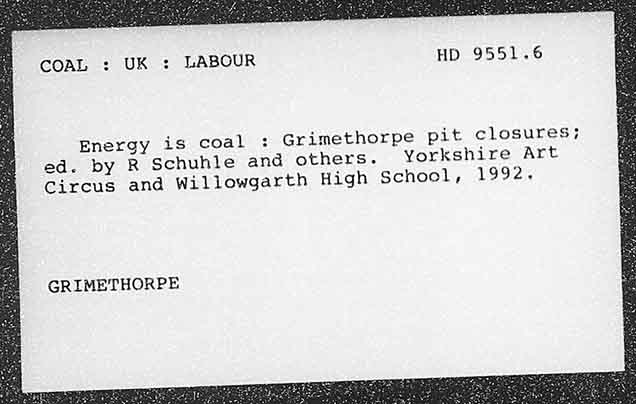 COAL : UK : LABOUR HD 9551.6
Energy is coal : Grimethorpe pit closures;
ed. by R Schuhle and others. Yorkshire Art
Circus and Willowgarth High School, 1992.
GRIMETHORPE